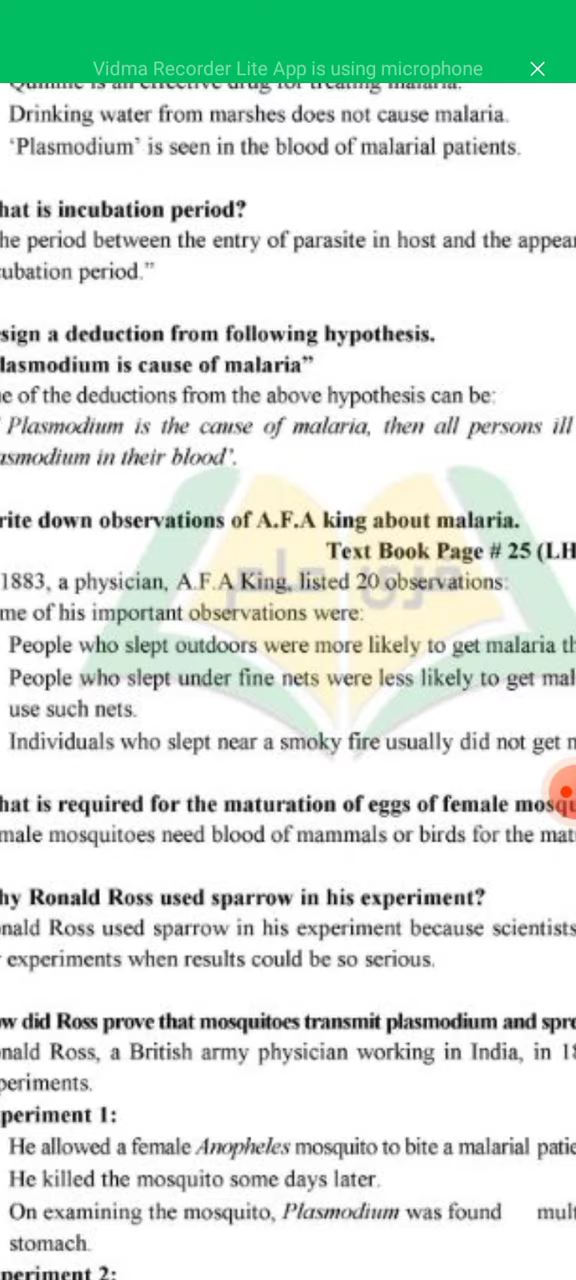 Vidma Recorder Lite App is using microphone
Quinine is an effective drug for treating malaria.
Drinking water from marshes does not cause malaria.
‘Plasmodium’ is seen in the blood of malarial patients.
hat is incubation period?
he period between the entry of parasite in host and the appear
cubation period.”
sign a deduction from following hypothesis.
lasmodium is cause of malaria”
e of the deductions from the above hypothesis can be:
Plasmodium is the cause of malaria, then all persons ill
asmodium in their blood’.
rite down observations of A.F.A king about malaria.
Text Book Page # 25 (LH
1883, a physician, A.F.A King, listed 20 observations:
me of his important observations were:
People who slept outdoors were more likely to get malaria th
People who slept under fine nets were less likely to get mal
use such nets.
Individuals who slept near a smoky fire usually did not get m
hat is required for the maturation of eggs of female mosqu
male mosquitoes need blood of mammals or birds for the mat
hy Ronald Ross used sparrow in his experiment?
nald Ross used sparrow in his experiment because scientists
experiments when results could be so serious.
ow did Ross prove that mosquitoes transmit plasmodium and spre
nald Ross, a British army physician working in India, in 18
periments.
periment 1:
He allowed a female Anopheles mosquito to bite a malarial patie
He killed the mosquito some days later.
On examining the mosquito, Plasmodium was found mult
stomach.
periment 2: